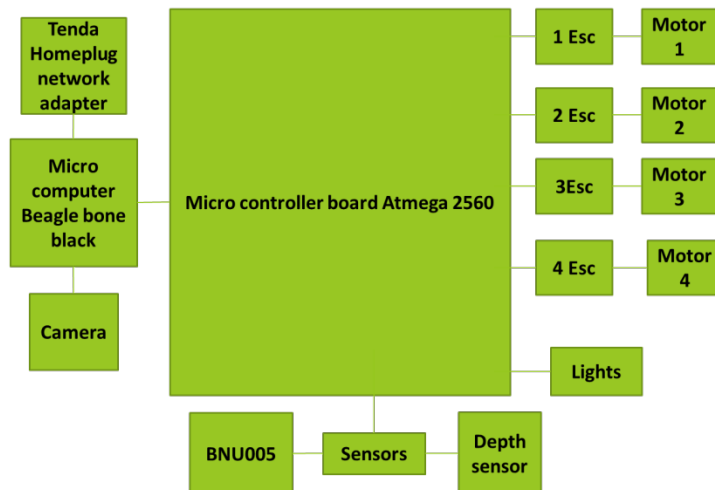 Tenda
Homeplug
network
adapter
Micro
computer
Beagle bone
black
Camera
Micro controller board Atmega 2560
1 Esc
Motor
1
2 Esc
Motor
2
3Esc
Motor
3
4 Esc
Motor
4
Lights
BNU005
Sensors
Depth
sensor